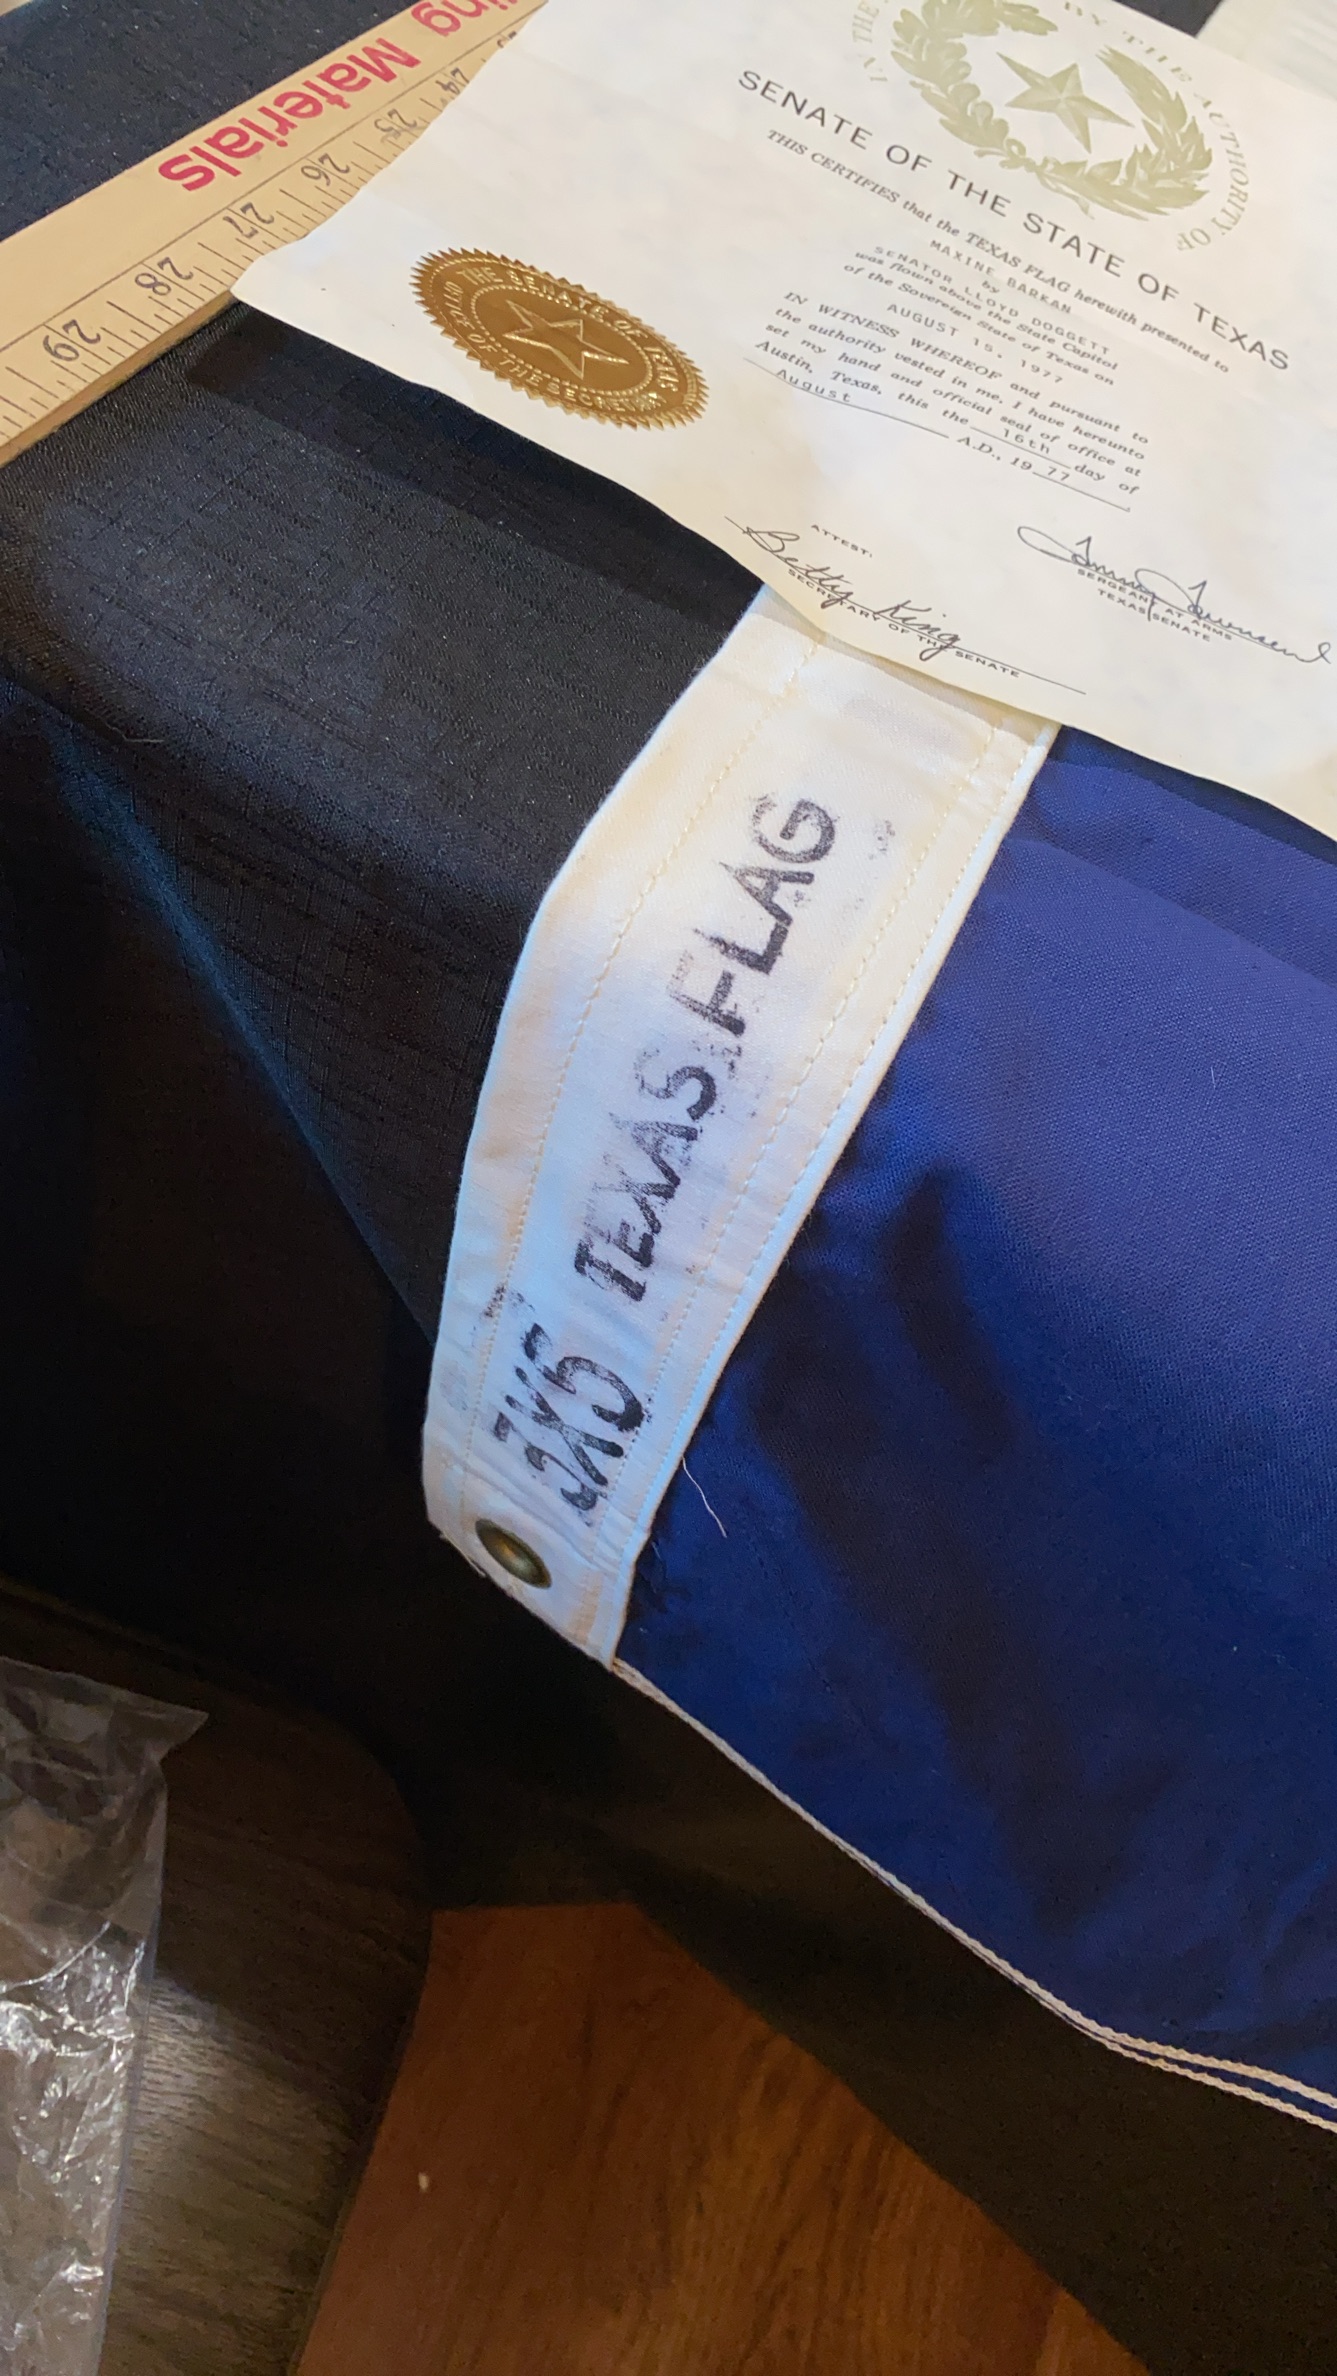 ing Materials
24
25
26
27
28
29
BY THE AUTHORITY OF
SENATE OF THE STATE OF TEXAS
THIS CERTIFIES that the TEXAS FLAG herewith presented to
MAXINE BARKAN
by
SENATOR LLOYD DOGGETT
was flown above the State Capitol
of the Sovereign State of Texas on
AUGUST 15, 1977
IN WITNESS WHEREOF and pursuant to
the authority vested in me, I have hereunto
set my hand and official seal of office at
Austin, Texas, this the 16th day of
August A.D., 1977
THE SENATE OF THE
OF THE SECRE
ATTEST:
Betty King
SECRETARY OF THE SENATE
SERGEANT AT ARMS
TEXAS SENATE
3X5 TEXAS FLAG